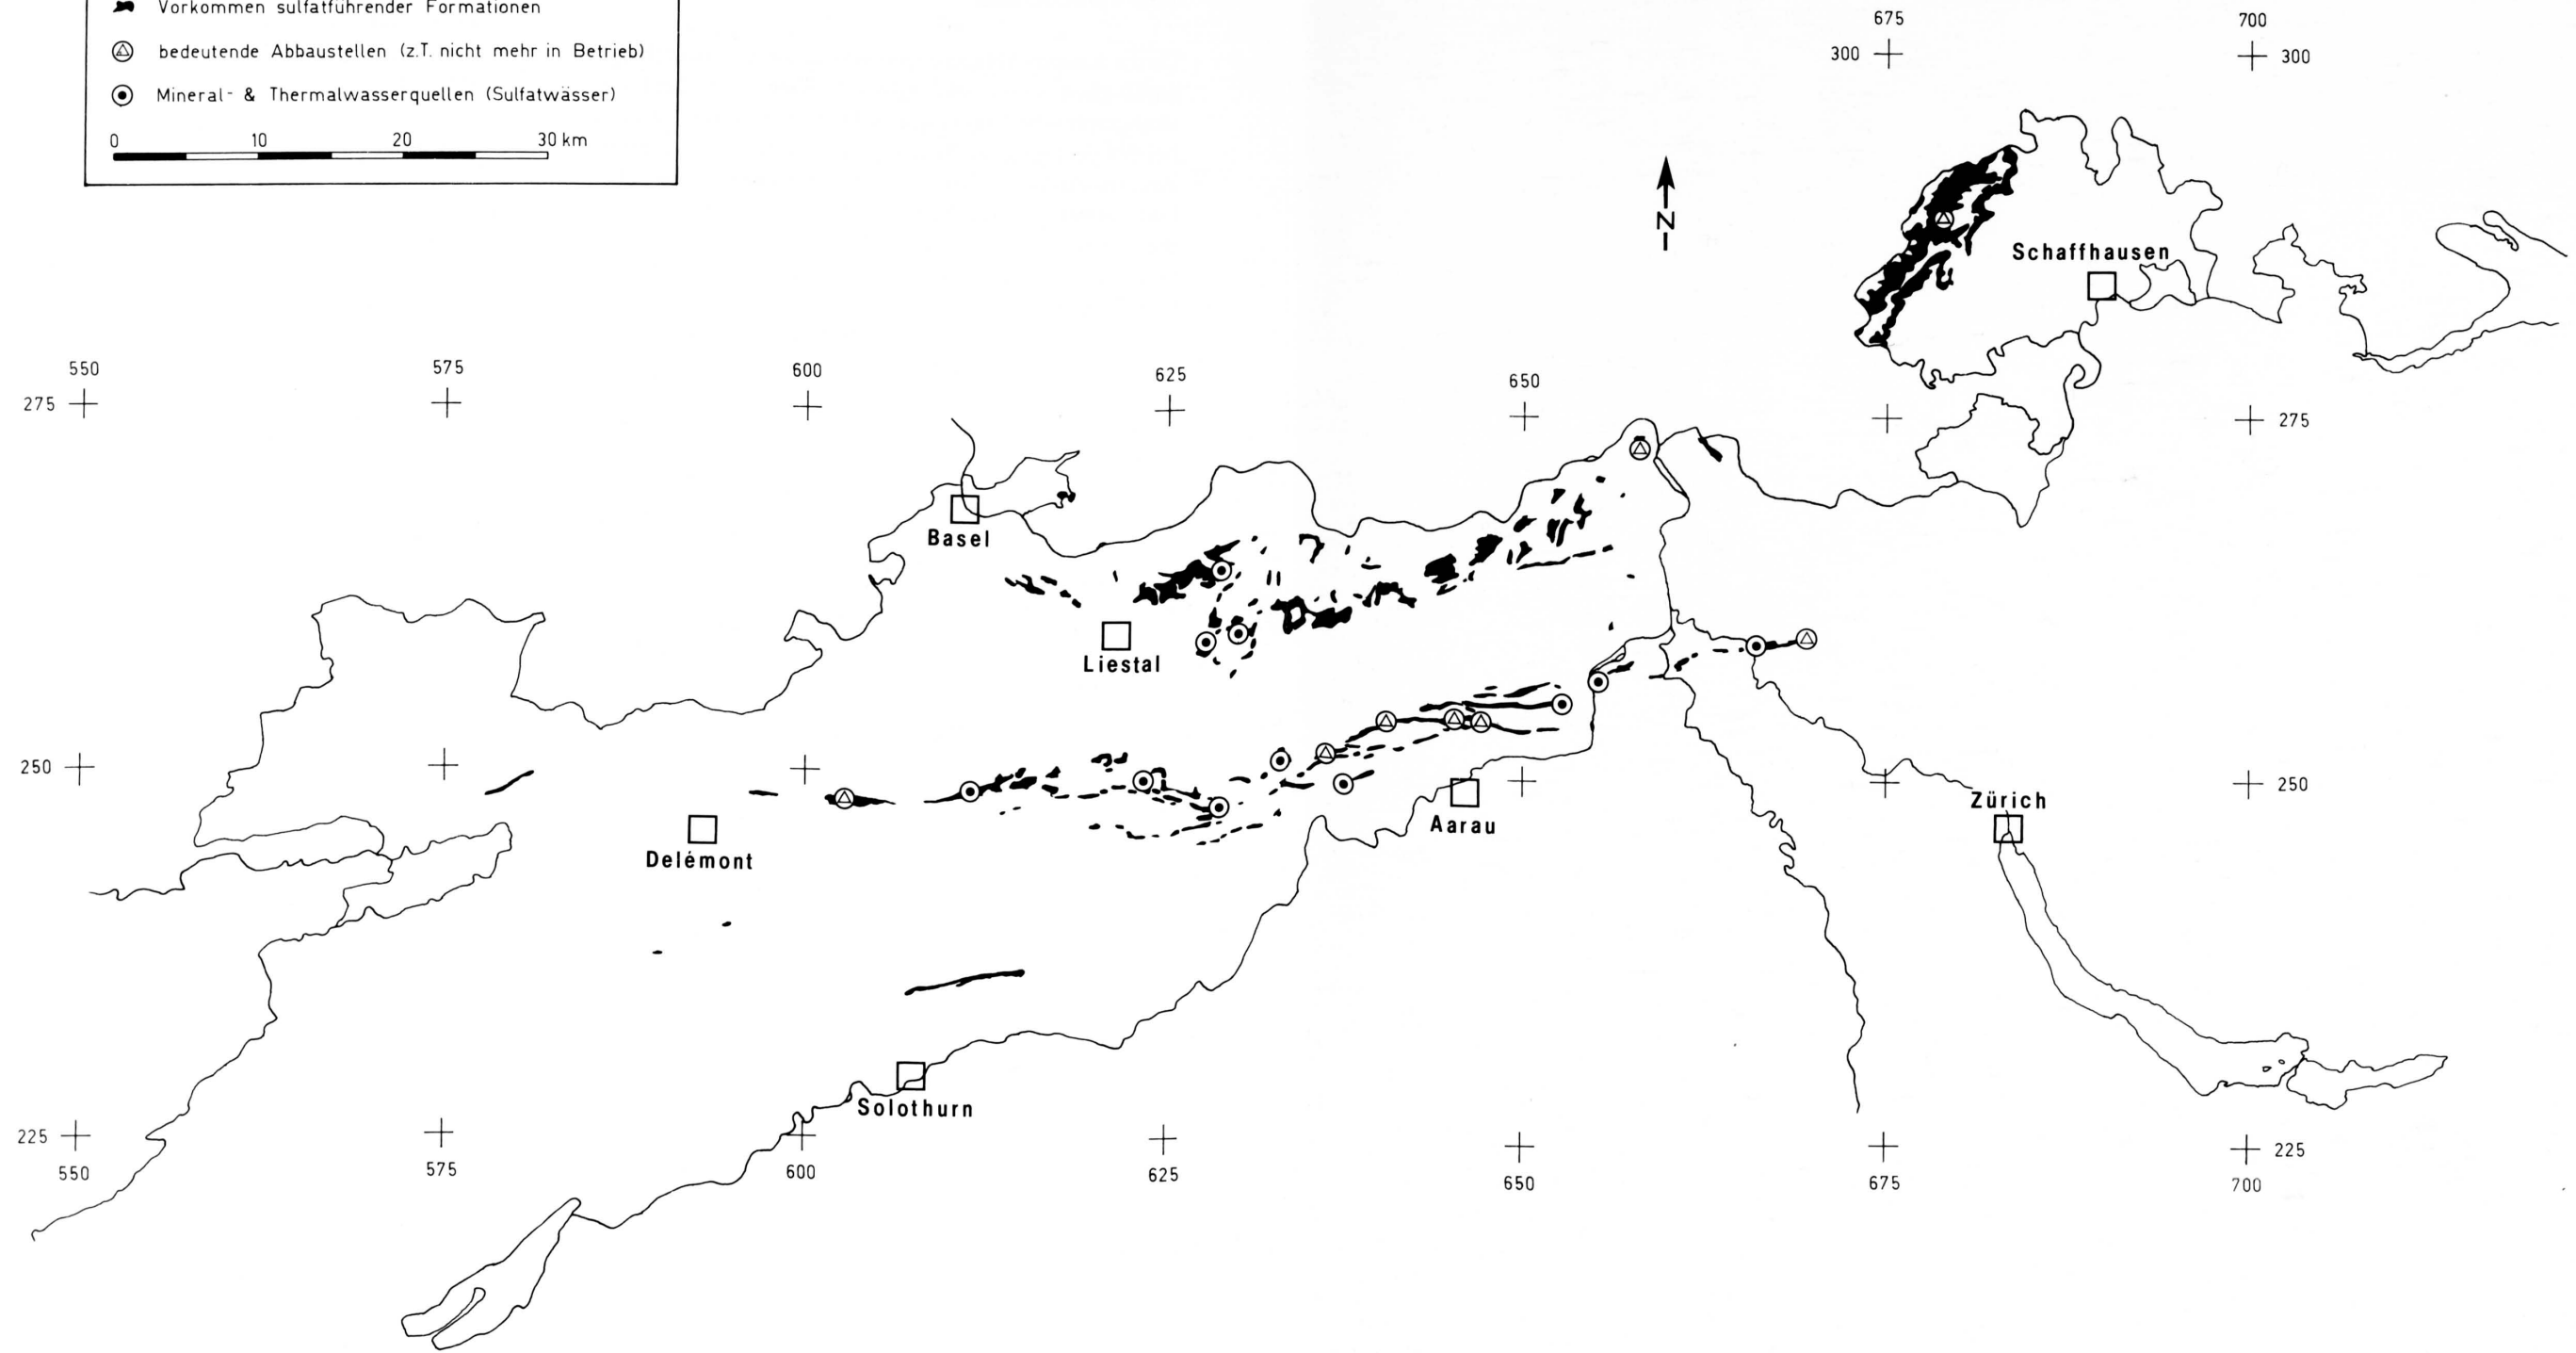 Vorkommen sulfatführender Formationen
bedeutende Abbaustellen (z.T. nicht mehr in Betrieb)
Mineral- & Thermalwasserquellen (Sulfatwässer)
0 10 20 30 km
675 700
300 300
N
Schaffhausen
550 575 600 625 650
275 275
Basel
Liestal
250 250
Zürich
Aarau
Delémont
Solothurn
225 225
550 575 600 625 650 675 700